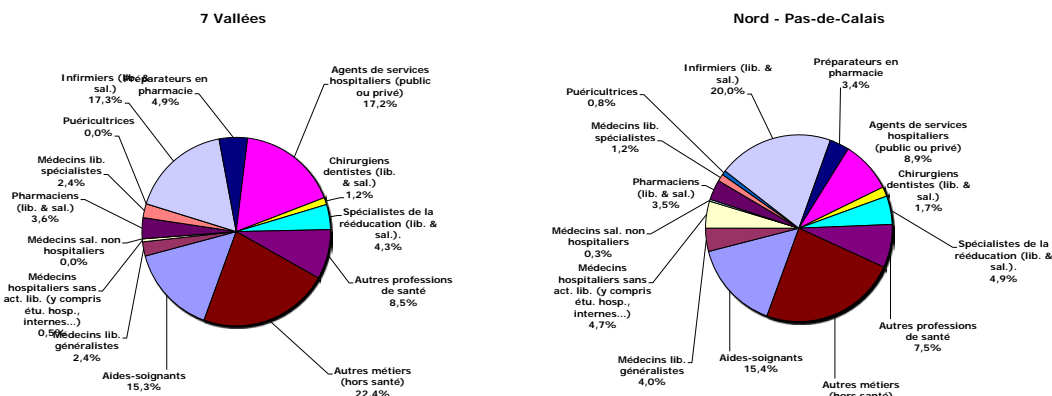 7 Vallées
Infirmiers (lib. &
sal.)
17,3%
Préparateurs en
pharmacie
4,9%
Agents de services
hospitaliers (public
ou privé)
17,2%
Puéricultrices
0,0%
Médecins lib.
spécialistes
2,4%
Pharmaciens
(lib. & sal.)
3,6%
Médecins sal. non
hospitaliers
0,0%
Médecins
hospitaliers sans
act. lib. (y compris
étu. hosp.,
internes...)
0,5%
Médecins lib.
généralistes
2,4%
Aides-soignants
15,3%
Chirurgiens
dentistes (lib.
& sal.)
1,2%
Spécialistes de la
rééducation (lib. &
sal.).
4,3%
Autres professions
de santé
8,5%
Autres métiers
(hors santé)
22,4%
Nord - Pas-de-Calais
Infirmiers (lib. &
sal.)
20,0%
Préparateurs en
pharmacie
3,4%
Puéricultrices
0,8%
Médecins lib.
spécialistes
1,2%
Pharmaciens
(lib. & sal.)
3,5%
Médecins sal. non
hospitaliers
0,3%
Médecins
hospitaliers sans
act. lib. (y compris
étu. hosp.,
internes...)
4,7%
Médecins lib.
généralistes
4,0%
Aides-soignants
15,4%
Agents de services
hospitaliers
(public ou privé)
8,9%
Chirurgiens
dentistes (lib. &
sal.)
1,7%
Spécialistes de la
rééducation (lib. &
sal.).
4,9%
Autres professions
de santé
7,5%
Autres métiers
(hors santé)